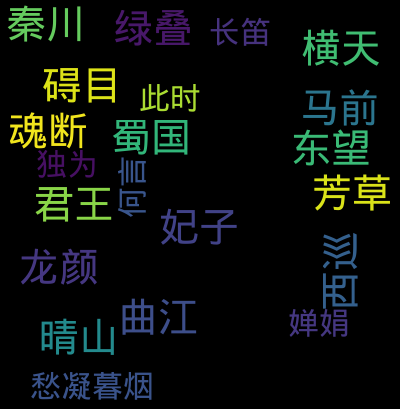 秦川
绿叠
长笛
横天
碍目
此时
马前
魂断
蜀国
东望
独为
何言
芳草
君王
妃子
西巡
龙颜
曲江
婵娟
晴山
愁凝暮烟